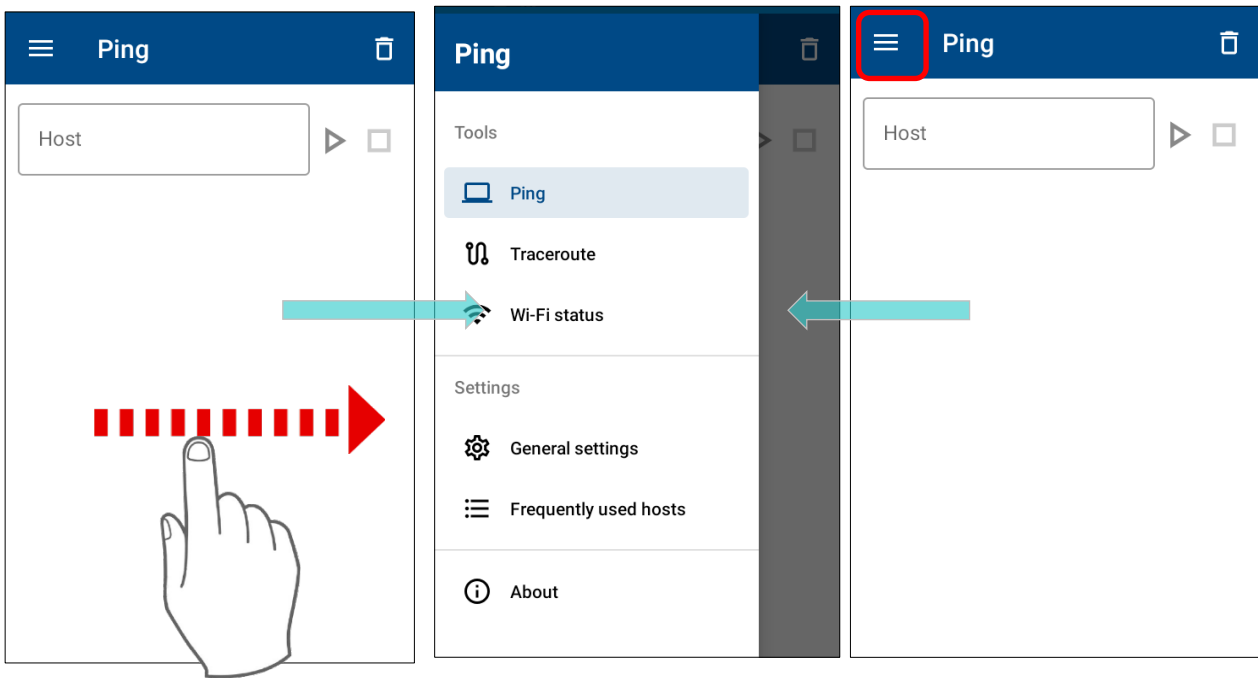 Ping
Host
Ping
Tools
Ping
Traceroute
Wi-Fi status
Settings
General settings
Frequently used hosts
About
Ping
Host